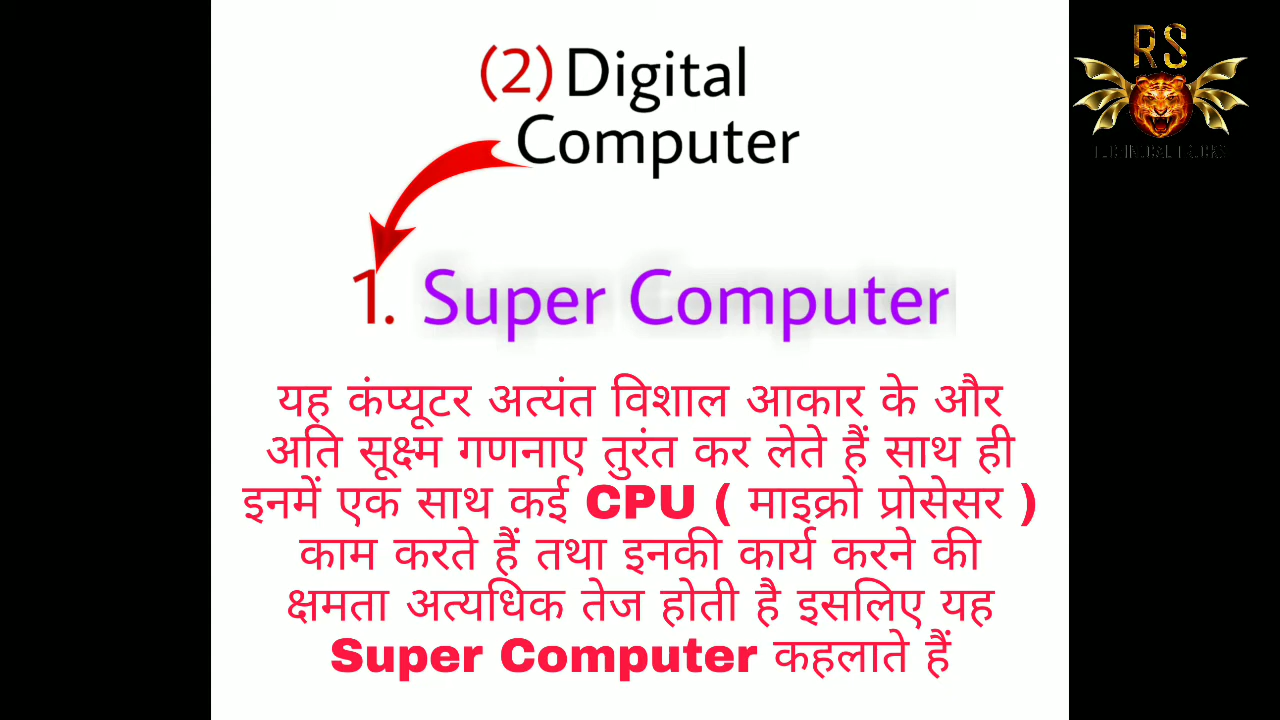 (2) Digital
Computer
1. Super Computer
यह कंप्यूटर अत्यंत विशाल आकार के और
अति सूक्ष्म गणनाए तुरंत कर लेते हैं साथ ही
इनमें एक साथ कई CPU ( माइक्रो प्रोसेसर )
काम करते हैं तथा इनकी कार्य करने की
क्षमता अत्यधिक तेज होती है इसलिए यह
Super Computer कहलाते हैं
RS